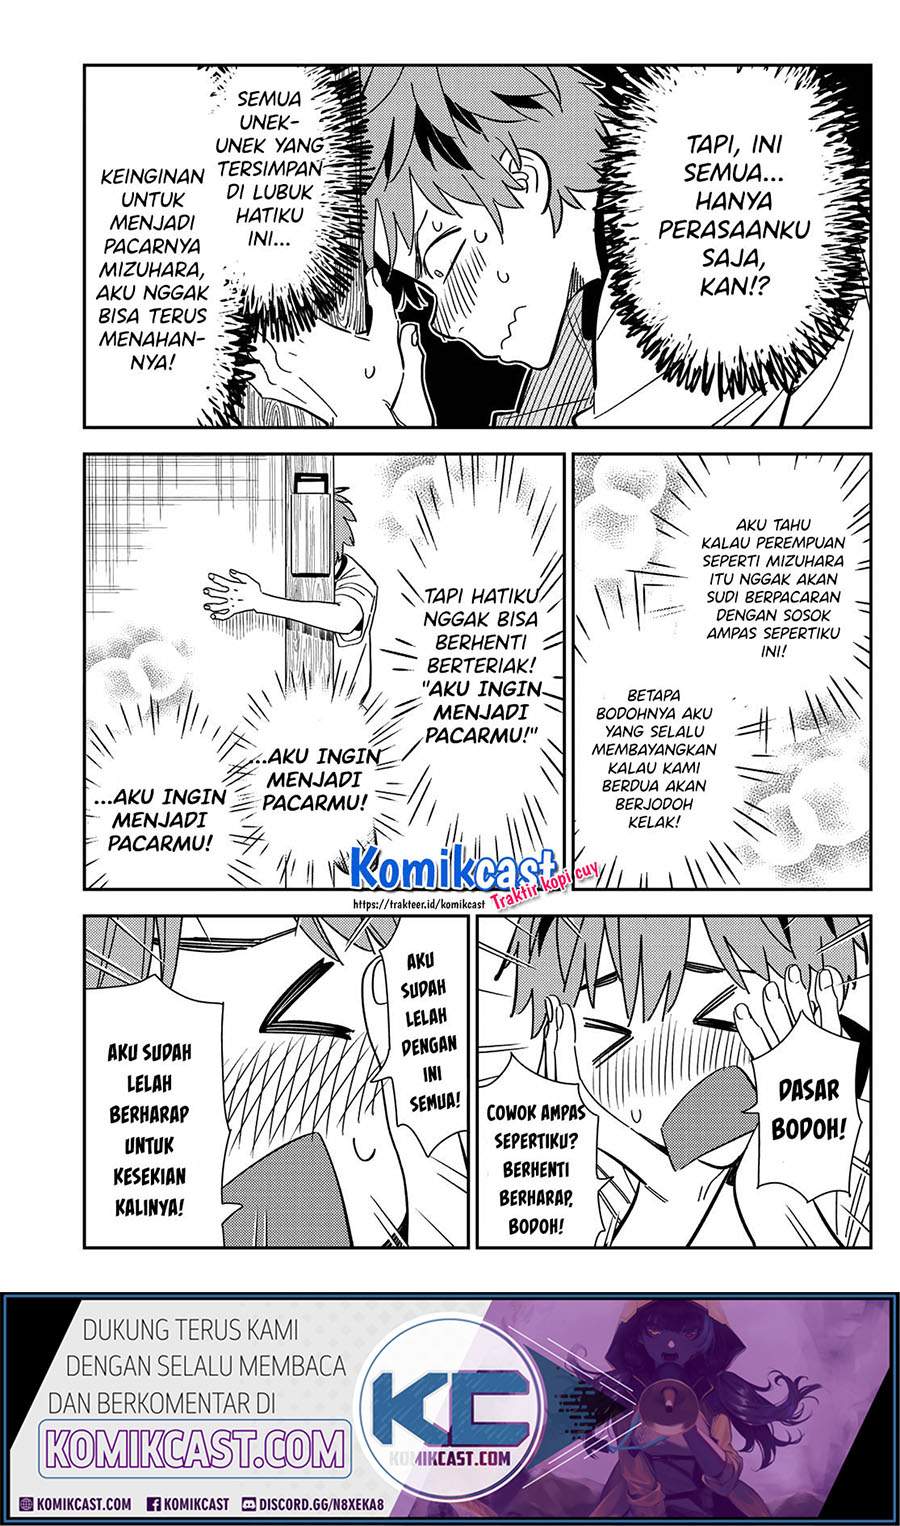 TAPI, INI
SEMUA...
HANYA
PERASAANKU
SAJA,
KAN!?
SEMUA
UNEK-
UNEK YANG
TERSIMPAN
DI LUBUK
HATIKU
INI...
KEINGINAN
UNTUK
MENJADI
PACARNYA
MIZUHARA,
AKU NGGAK
BISA TERUS
MENAHAN-
NYA!
AKU TAHU
KALAU PEREMPUAN
SEPERTI MIZUHARA
ITU NGGAK AKAN
SUDI BERPACARAN
DENGAN SOSOK
AMPAS SEPERTIKU
INI!
BETAPA
BODOHNYA AKU
YANG SELALU
MEMBAYANGKAN
KALAU KAMI
BERDUA AKAN
BERJODOH
KELAK!
TAPI HATIKU
NGGAK BISA
BERHENTI
BERTERIAK!
"AKU INGIN
MENJADI
PACARMU!"
...AKU INGIN
MENJADI
PACARMU!
...AKU INGIN
MENJADI
PACARMU!
Komikcast
Traktir kopi cuy
https://trakteer.id/komikcast
DASAR
BODOH!
COWOK AMPAS
SEPERTIKU?
BERHENTI
BERHARAP,
BODOH!
AKU
SUDAH
LELAH
DENGAN
INI
SEMUA!
AKU SUDAH
LELAH
BERHARAP
UNTUK
KESEKIAN
KALINYA!
DUKUNG TERUS KAMI
DENGAN SELALU MEMBACA
DAN BERKOMENTAR DI
KOMIKCAST.COM
KC
KOMIKCAST.COM
KOMIKCAST.COM KOMIKCAST DISCORD.GG/N8XEKA8